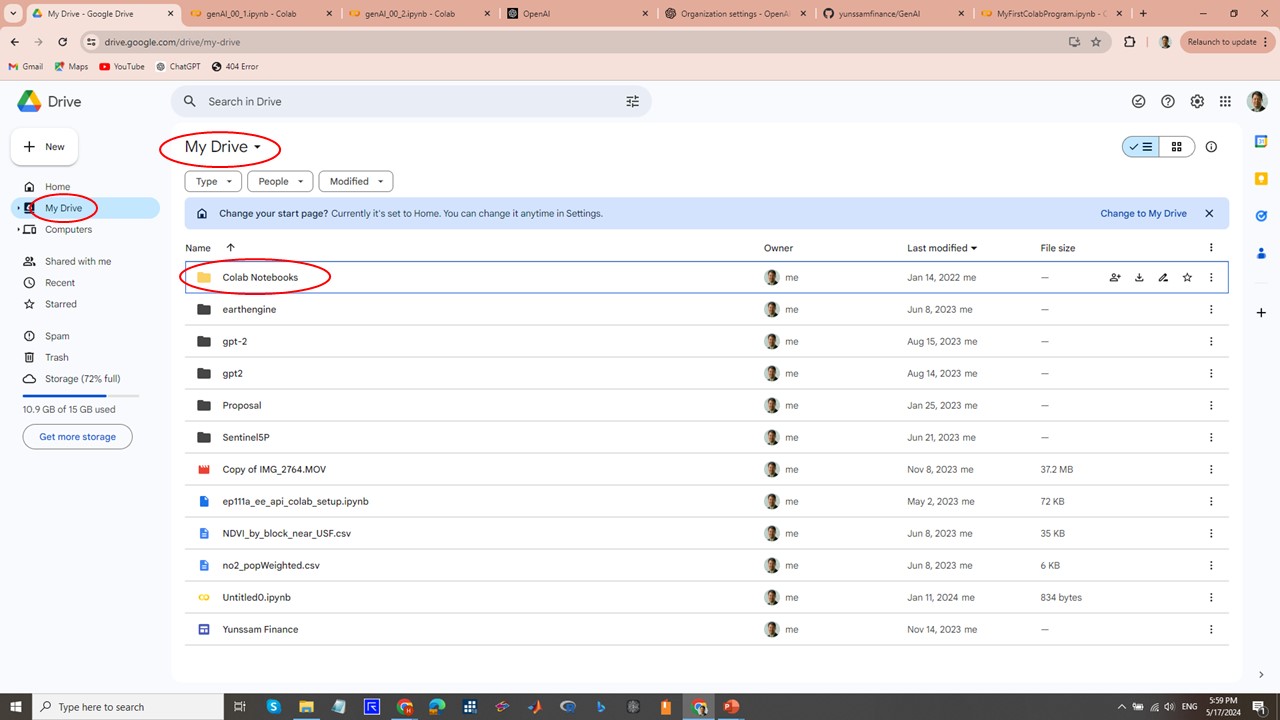 My Drive - Google Drive
genAI_00_1.ipynb - Colab
genAI_00_2.ipynb - Colab
OpenAI
Organization settings - OpenAI
yunssamfinance/GenAI
MyFirstColabProgram.ipynb - C
drive.google.com/drive/my-drive
Relaunch to update
Gmail
Maps
YouTube
ChatGPT
404 Error
Drive
Search in Drive
New
Home
My Drive
Computers
Shared with me
Recent
Starred
Spam
Trash
Storage (72% full)
10.9 GB of 15 GB used
Get more storage
My Drive
Type People Modified
Change your start page? Currently it's set to Home. You can change it anytime in Settings. Change to My Drive
Name Owner Last modified File size
Colab Notebooks me Jan 14, 2022 me —
earthengine me Jun 8, 2023 me —
gpt-2 me Aug 15, 2023 me —
gpt2 me Aug 14, 2023 me —
Proposal me Jan 25, 2023 me —
Sentinel5P me Jun 21, 2023 me —
Copy of IMG_2764.MOV me Nov 8, 2023 me 37.2 MB
ep111a_ee_api_colab_setup.ipynb me May 2, 2023 me 72 KB
NDVI_by_block_near_USF.csv me Jun 8, 2023 me 35 KB
no2_popWeighted.csv me Jun 8, 2023 me 6 KB
Untitled0.ipynb me Jan 11, 2024 me 834 bytes
Yunssam Finance me Nov 14, 2023 me —
Type here to search
ENG
5:59 PM
5/17/2024